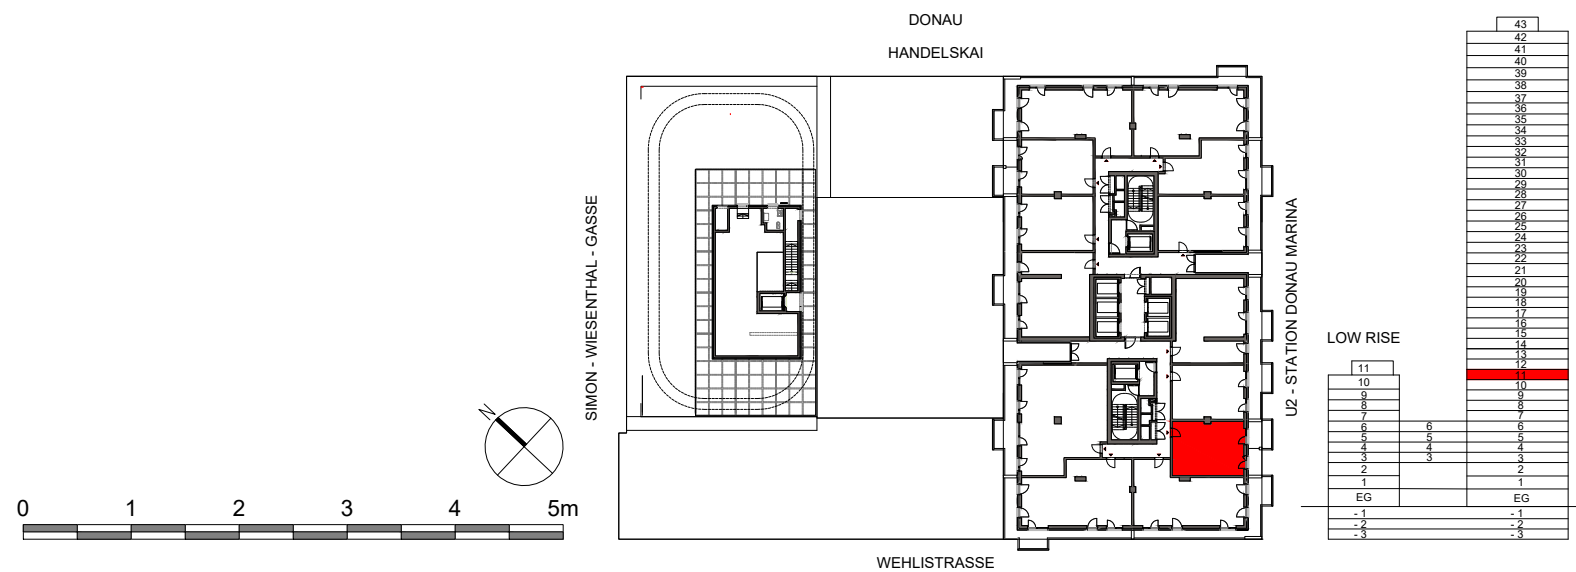 DONAU
HANDELSKAI
SIMON - WIESENTHAL - GASSE
U2 - STATION DONAU MARINA
WEHLISTRASSE
N
0 1 2 3 4 5m
LOW RISE
43
42
41
40
39
38
37
36
35
34
33
32
31
30
29
28
27
26
25
24
23
22
21
20
19
18
17
16
15
14
13
12
11 11
10 10
9 9
8 8
7 7
6 6 6
5 5 5
4 4 4
3 3 3
2 2
1 1
EG EG
- 1 - 1
- 2 - 2
- 3 - 3